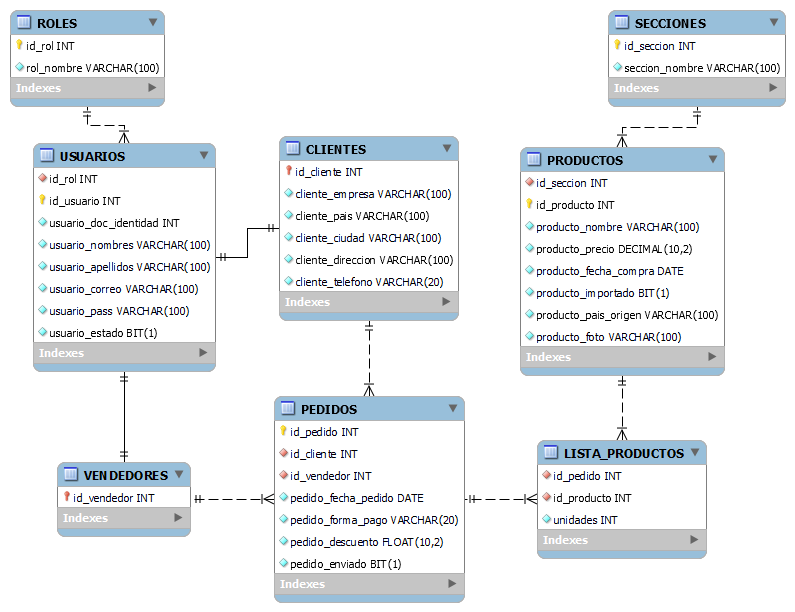 ROLES
id_rol INT
rol_nombre VARCHAR(100)
Indexes
SECCIONES
id_seccion INT
seccion_nombre VARCHAR(100)
Indexes
USUARIOS
id_rol INT
id_usuario INT
usuario_doc_identidad INT
usuario_nombres VARCHAR(100)
usuario_apellidos VARCHAR(100)
usuario_correo VARCHAR(100)
usuario_pass VARCHAR(100)
usuario_estado BIT(1)
Indexes
CLIENTES
id_cliente INT
cliente_empresa VARCHAR(100)
cliente_pais VARCHAR(100)
cliente_ciudad VARCHAR(100)
cliente_direccion VARCHAR(100)
cliente_telefono VARCHAR(20)
Indexes
PRODUCTOS
id_seccion INT
id_producto INT
producto_nombre VARCHAR(100)
producto_precio DECIMAL(10,2)
producto_fecha_compra DATE
producto_importado BIT(1)
producto_pais_origen VARCHAR(100)
producto_foto VARCHAR(100)
Indexes
VENDEDORES
id_vendedor INT
Indexes
PEDIDOS
id_pedido INT
id_cliente INT
id_vendedor INT
pedido_fecha_pedido DATE
pedido_forma_pago VARCHAR(20)
pedido_descuento FLOAT(10,2)
pedido_enviado BIT(1)
Indexes
LISTA_PRODUCTOS
id_pedido INT
id_producto INT
unidades INT
Indexes